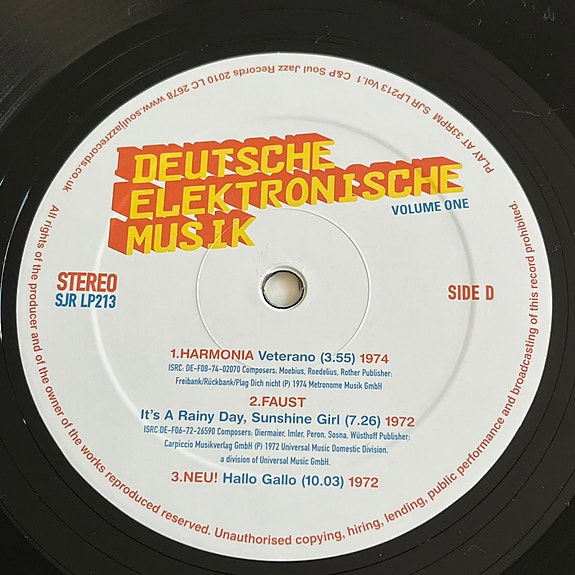 PLAY AT 33RPM SJR LP213 Vol.1 C&P Soul Jazz Records 2010 LC 2678 www.souljazzrecords.co.uk
DEUTSCHE
ELEKTRONISCHE
MUSIK
VOLUME ONE
STEREO
SJR LP213
SIDE D
1.HARMONIA Veterano (3.55) 1974
ISRC: DE-F08-74-02070 Composers: Moebius, Roedelius, Rother Publisher:
Freibank/Rückbank/Plag Dich nicht (P) 1974 Metronome Musik GmbH
2.FAUST
It's A Rainy Day, Sunshine Girl (7.26) 1972
ISRC:DE-F06-72-26590 Composers; Diermaier, Imler, Peron, Sosna, Wüsthoff Publisher;
Carpiccio Musikverlag GmbH (P) 1972 Universal Music Domestic Division,
a division of Universal Music GmbH.
3.NEU! Hallo Gallo (10.03) 1972
All rights of the producer and of the owner of the works reproduced reserved. Unauthorised copying, hiring, lending, public performance and broadcasting of this record prohibited.